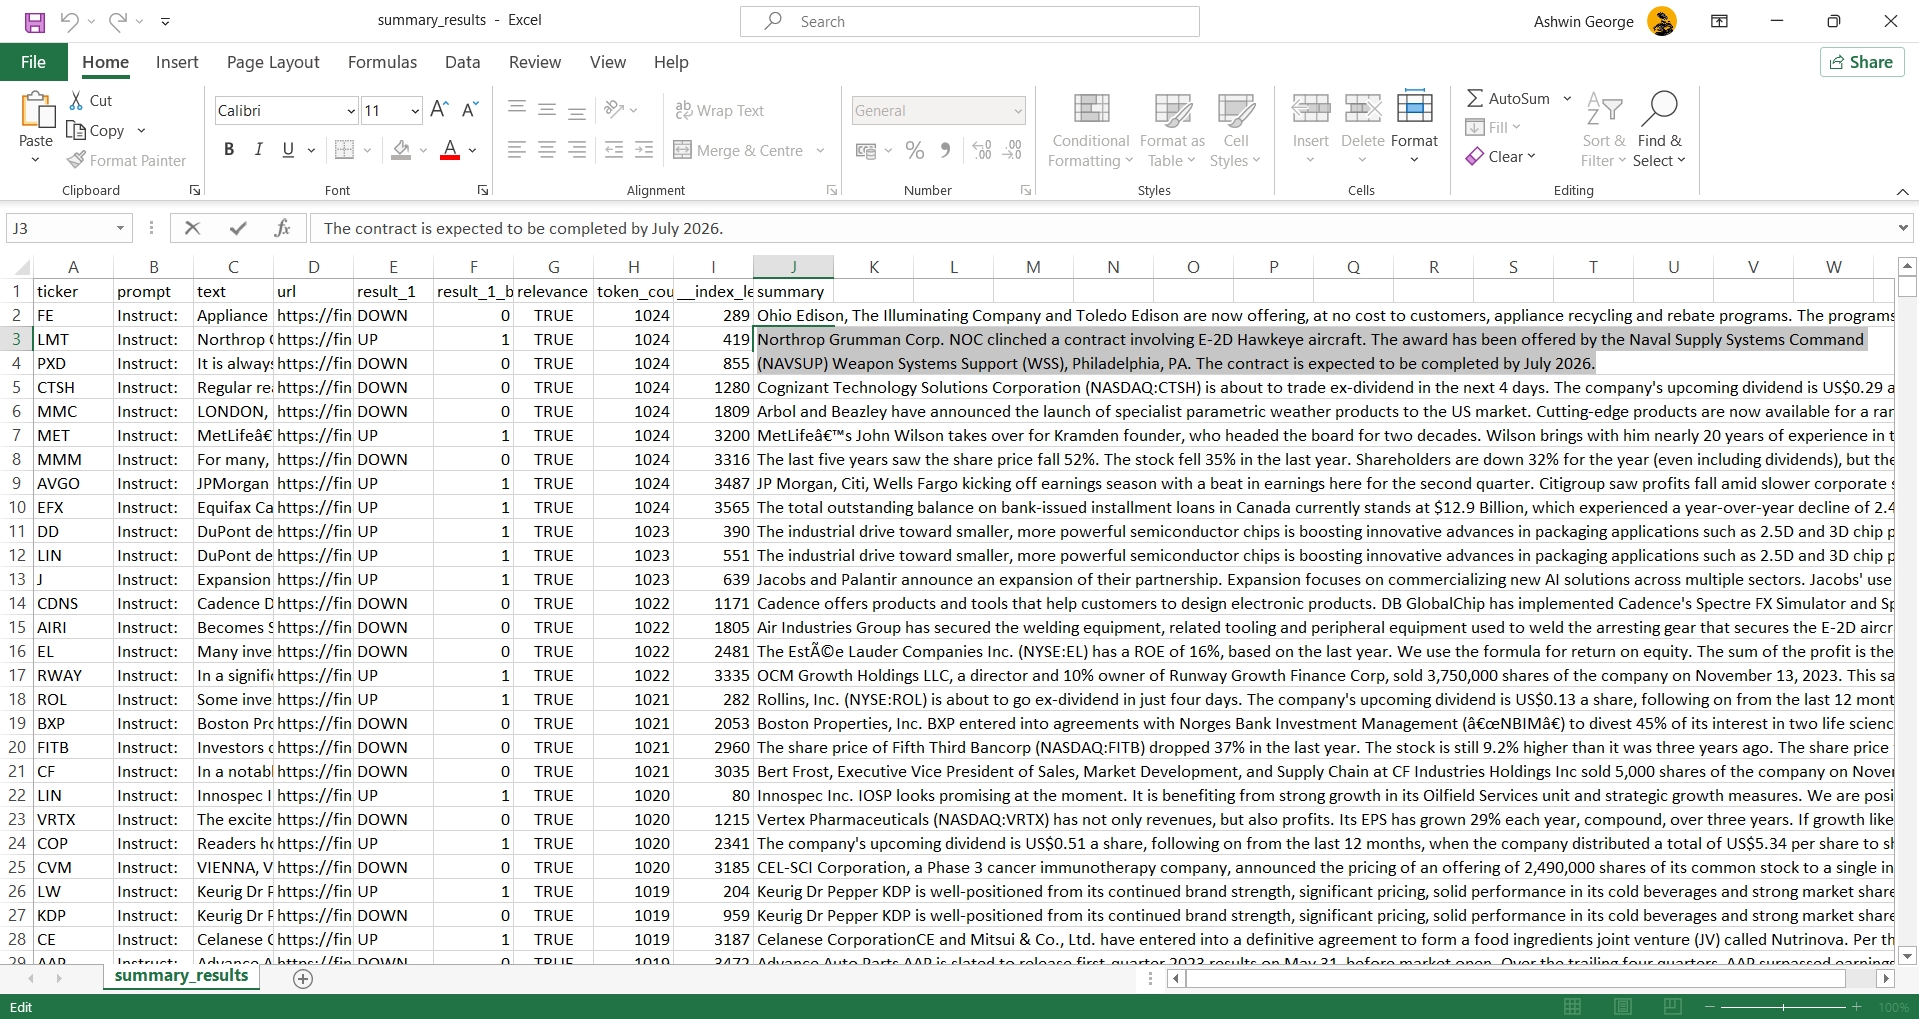 summary_results - Excel
Search
Ashwin George
File Home Insert Page Layout Formulas Data Review View Help
Share
Paste
Cut
Copy
Format Painter
Clipboard
Calibri 11
B I U
Font
Wrap Text
Merge & Centre
Alignment
General
Number
Conditional Formatting
Format as Table
Cell Styles
Styles
Insert Delete Format
Cells
AutoSum
Fill
Clear
Sort & Filter
Find & Select
Editing
J3 fx The contract is expected to be completed by July 2026.
A B C D E F G H I J K L M N O P Q R S T U V W
1 ticker prompt text url result_1 result_1_b relevance token_cou __index_le summary
2 FE Instruct: Appliance https://fin DOWN 0 TRUE 1024 289 Ohio Edison, The Illuminating Company and Toledo Edison are now offering, at no cost to customers, appliance recycling and rebate programs. The programs
3 LMT Instruct: Northrop https://fin UP 1 TRUE 1024 419 Northrop Grumman Corp. NOC clinched a contract involving E-2D Hawkeye aircraft. The award has been offered by the Naval Supply Systems Command
4 PXD Instruct: It is always https://fin DOWN 0 TRUE 1024 855 (NAVSUP) Weapon Systems Support (WSS), Philadelphia, PA. The contract is expected to be completed by July 2026.
5 CTSH Instruct: Regular https://fin DOWN 0 TRUE 1024 1280 Cognizant Technology Solutions Corporation (NASDAQ:CTSH) is about to trade ex-dividend in the next 4 days. The company's upcoming dividend is US$0.29 a
6 MMC Instruct: LONDON, https://fin DOWN 0 TRUE 1024 1809 Arbol and Beazley have announced the launch of specialist parametric weather products to the US market. Cutting-edge products are now available for a
7 MET Instruct: MetLifeâ€ https://fin UP 1 TRUE 1024 3200 MetLifeâ€™s John Wilson takes over for Kramden founder, who headed the board for two decades. Wilson brings with him nearly 20 years of experience in
8 MMM Instruct: For many, https://fin DOWN 0 TRUE 1024 3316 The last five years saw the share price fall 52%. The stock fell 35% in the last year. Shareholders are down 32% for the year (even including dividends), but the
9 AVGO Instruct: JPMorgan https://fin UP 1 TRUE 1024 3487 JP Morgan, Citi, Wells Fargo kicking off earnings season with a beat in earnings here for the second quarter. Citigroup saw profits fall amid slower corporate
10 EFX Instruct: Equifax Ca https://fin UP 1 TRUE 1024 3565 The total outstanding balance on bank-issued installment loans in Canada currently stands at $12.9 Billion, which experienced a year-over-year decline of 2.4
11 DD Instruct: DuPont de https://fin UP 1 TRUE 1023 390 The industrial drive toward smaller, more powerful semiconductor chips is boosting innovative advances in packaging applications such as 2.5D and 3D chip
12 LIN Instruct: DuPont de https://fin UP 1 TRUE 1023 551 The industrial drive toward smaller, more powerful semiconductor chips is boosting innovative advances in packaging applications such as 2.5D and 3D chip
13 J Instruct: Expansion https://fin UP 1 TRUE 1023 639 Jacobs and Palantir announce an expansion of their partnership. Expansion focuses on commercializing new AI solutions across multiple sectors. Jacobs' use
14 CDNS Instruct: Cadence https://fin DOWN 0 TRUE 1022 1171 Cadence offers products and tools that help customers to design electronic products. DB GlobalChip has implemented Cadence's Spectre FX Simulator and
15 AIRI Instruct: Becomes https://fin DOWN 0 TRUE 1022 1805 Air Industries Group has secured the welding equipment, related tooling and peripheral equipment used to weld the arresting gear that secures the E-2D aircr
16 EL Instruct: Many inve https://fin DOWN 0 TRUE 1022 2481 The EstÃ©e Lauder Companies Inc. (NYSE:EL) has a ROE of 16%, based on the last year. We use the formula for return on equity. The sum of the profit is the
17 RWAY Instruct: In a signifi https://fin UP 1 TRUE 1022 3335 OCM Growth Holdings LLC, a director and 10% owner of Runway Growth Finance Corp, sold 3,750,000 shares of the company on November 13, 2023. This sa
18 ROL Instruct: Some inve https://fin UP 1 TRUE 1021 282 Rollins, Inc. (NYSE:ROL) is about to go ex-dividend in just four days. The company's upcoming dividend is US$0.13 a share, following on from the last 12 mont
19 BXP Instruct: Boston Prc https://fin DOWN 0 TRUE 1021 2053 Boston Properties, Inc. BXP entered into agreements with Norges Bank Investment Management (â€œNBIMâ€) to divest 45% of its interest in two life scienc
20 FITB Instruct: Investors https://fin DOWN 0 TRUE 1021 2960 The share price of Fifth Third Bancorp (NASDAQ:FITB) dropped 37% in the last year. The stock is still 9.2% higher than it was three years ago. The share price
21 CF Instruct: In a notabl https://fin DOWN 0 TRUE 1021 3035 Bert Frost, Executive Vice President of Sales, Market Development, and Supply Chain at CF Industries Holdings Inc sold 5,000 shares of the company on Nover
22 LIN Instruct: Innospec I https://fin UP 1 TRUE 1020 80 Innospec Inc. IOSP looks promising at the moment. It is benefiting from strong growth in its Oilfield Services unit and strategic growth measures. We are posi
23 VRTX Instruct: The excite https://fin DOWN 0 TRUE 1020 1215 Vertex Pharmaceuticals (NASDAQ:VRTX) has not only revenues, but also profits. Its EPS has grown 29% each year, compound, over three years. If growth like
24 COP Instruct: Readers https://fin UP 1 TRUE 1020 2341 The company's upcoming dividend is US$0.51 a share, following on from the last 12 months, when the company distributed a total of US$5.34 per share to
25 CVM Instruct: VIENNA, V https://fin DOWN 0 TRUE 1020 3185 CEL-SCI Corporation, a Phase 3 cancer immunotherapy company, announced the pricing of an offering of 2,490,000 shares of its common stock to a single in
26 LW Instruct: Keurig Dr https://fin UP 1 TRUE 1019 204 Keurig Dr Pepper KDP is well-positioned from its continued brand strength, significant pricing, solid performance in its cold beverages and strong market share
27 KDP Instruct: Keurig Dr https://fin DOWN 0 TRUE 1019 959 Keurig Dr Pepper KDP is well-positioned from its continued brand strength, significant pricing, solid performance in its cold beverages and strong market share
28 CE Instruct: Celanese https://fin UP 1 TRUE 1019 3187 Celanese CorporationCE and Mitsui & Co., Ltd. have entered into a definitive agreement to form a food ingredients joint venture (JV) called Nutrinova. Per th
29 AAP Instruct: Advance A https://fin DOWN 0 TRUE 1019 3472 Advance Auto Parts AAP is slated to release first-quarter 2023 results on May 31, before market open. Over the trailing four quarters, AAP surpassed earnings
summary_results
Edit
100%